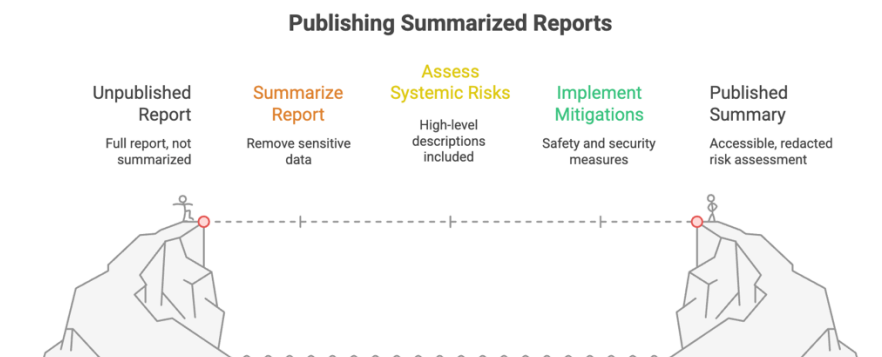 Publishing Summarized Reports
Unpublished
Report
Full report, not
summarized
Summarize
Report
Remove sensitive
data
Assess
Systemic Risks
High-level
descriptions
included
Implement
Mitigations
Safety and security
measures
Published
Summary
Accessible, redacted
risk assessment